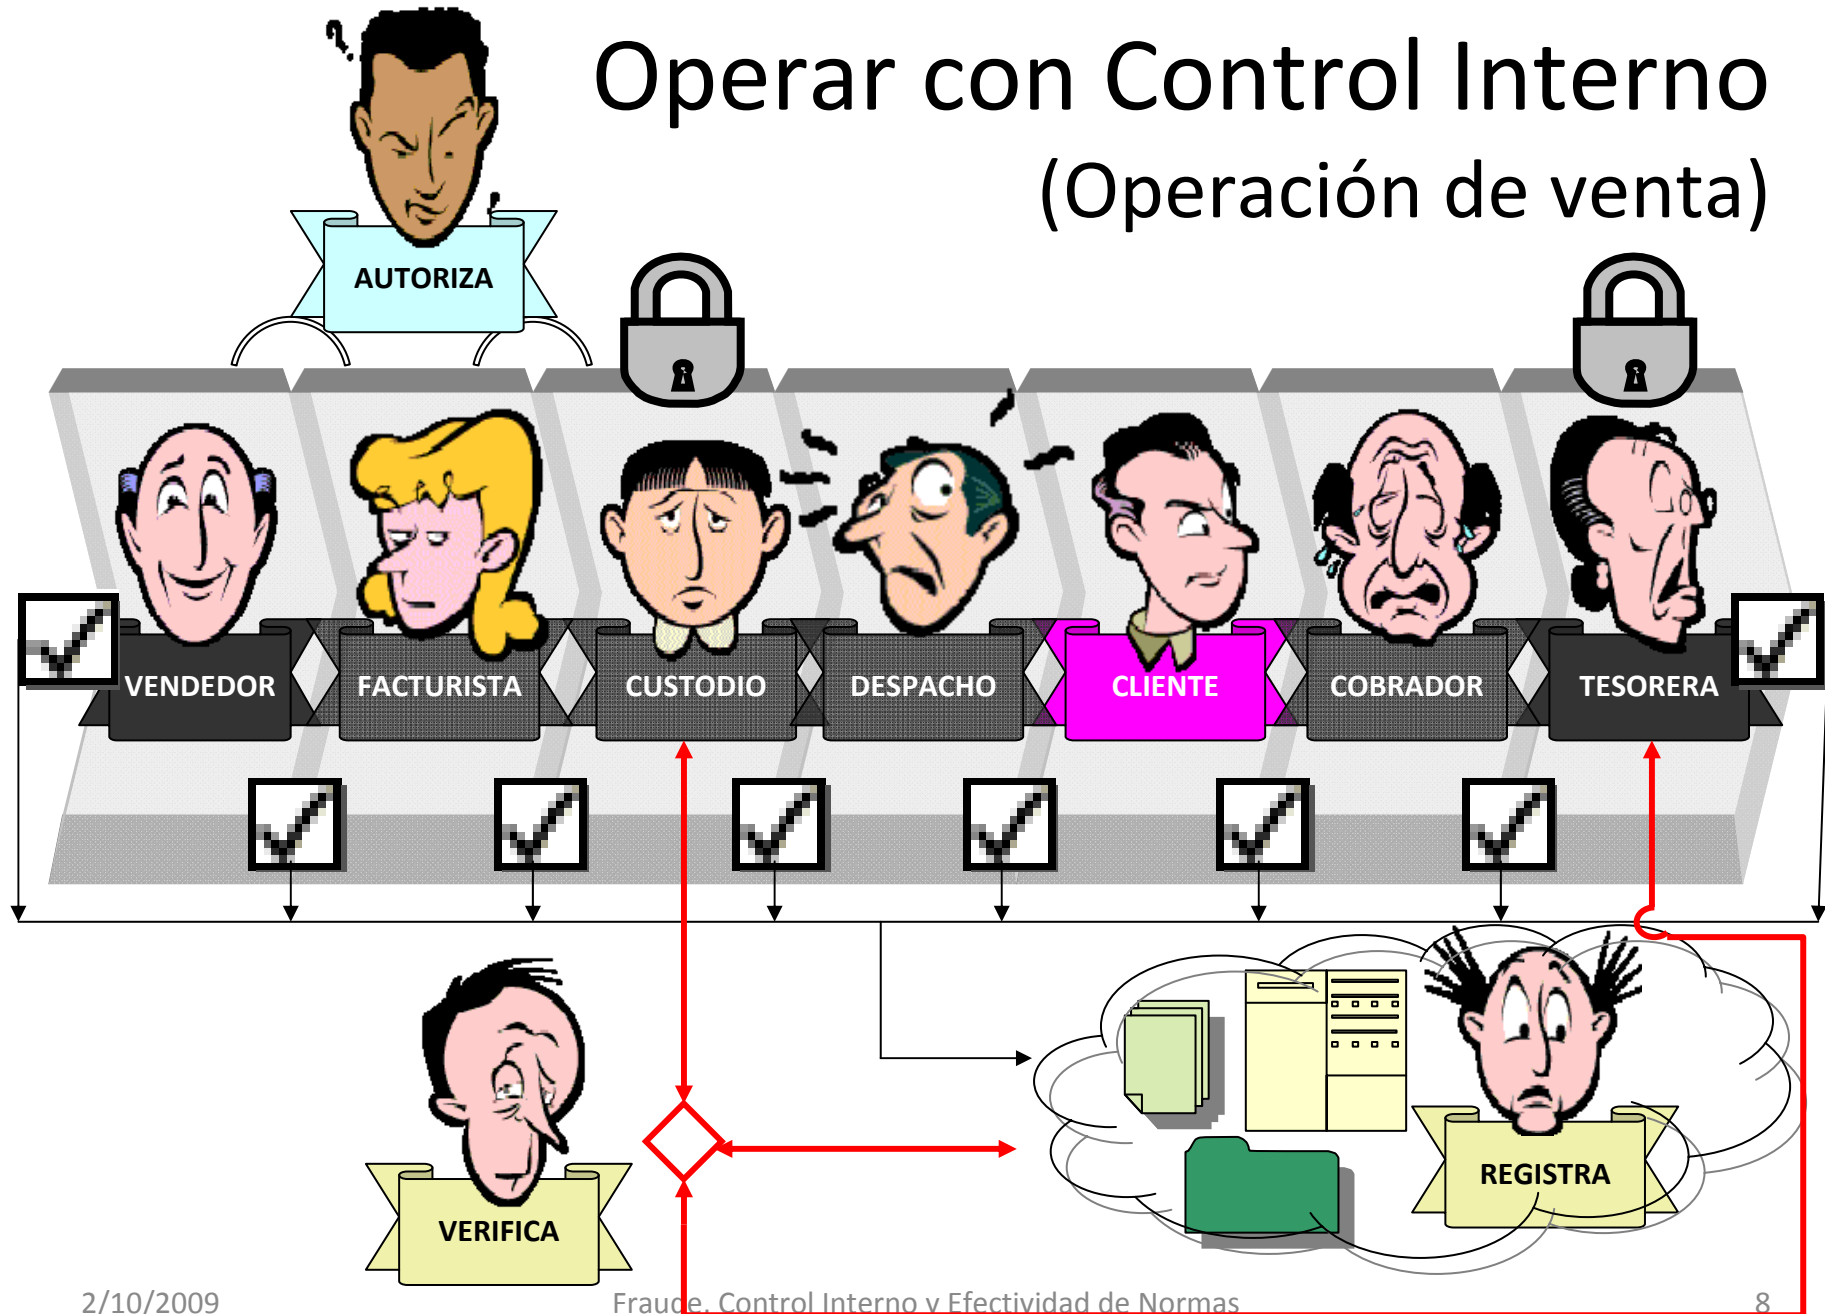 Operar con Control Interno
(Operación de venta)
AUTORIZA
VENDEDOR
FACTURISTA
CUSTODIO
DESPACHO
CLIENTE
COBRADOR
TESORERA
VERIFICA
REGISTRA
2/10/2009
Fraude, Control Interno y Efectividad de Normas
8